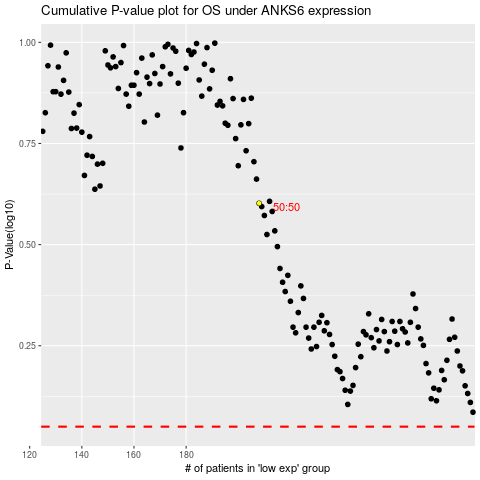 Cumulative P-value plot for OS under ANKS6 expression
P-Value(log10)
1.00
0.75
0.50
0.25
50:50
120 140 160 180
# of patients in 'low exp' group